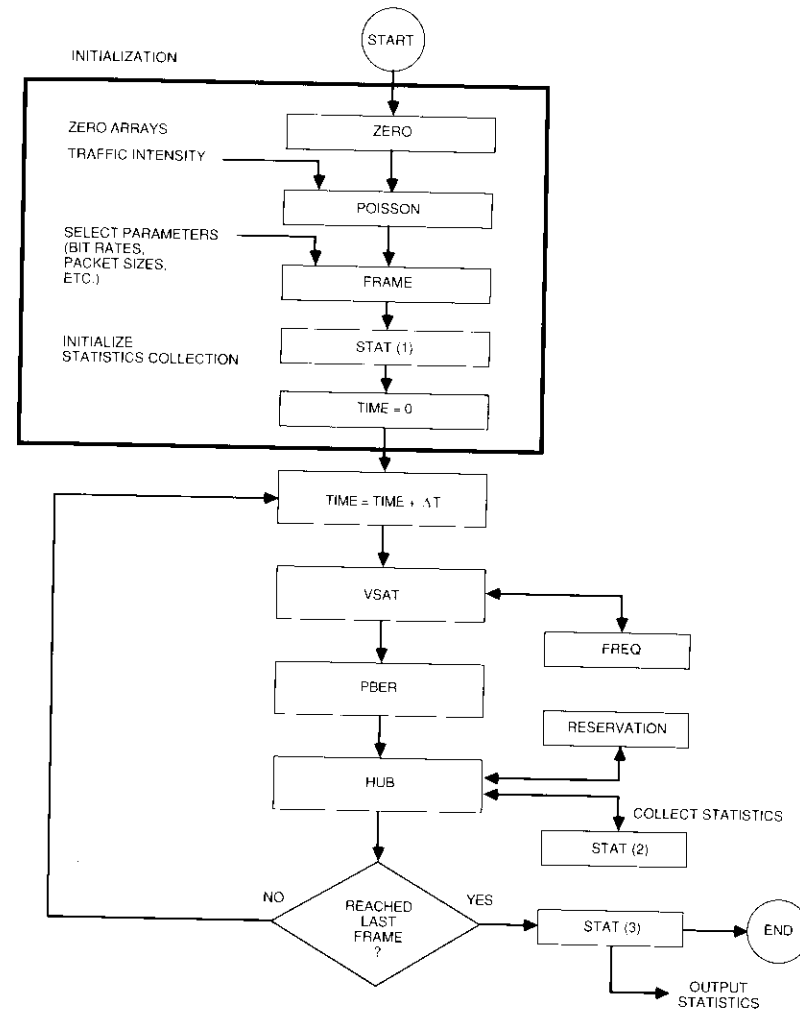 START
INITIALIZATION
ZERO ARRAYS
ZERO
TRAFFIC INTENSITY
POISSON
SELECT PARAMETERS
(BIT RATES,
PACKET SIZES,
ETC.)
FRAME
INITIALIZE
STATISTICS COLLECTION
STAT (1)
TIME = 0
TIME = TIME + ΔT
VSAT
FREQ
PBER
RESERVATION
HUB
COLLECT STATISTICS
STAT (2)
NO
REACHED
LAST
FRAME
?
YES
STAT (3)
END
OUTPUT
STATISTICS